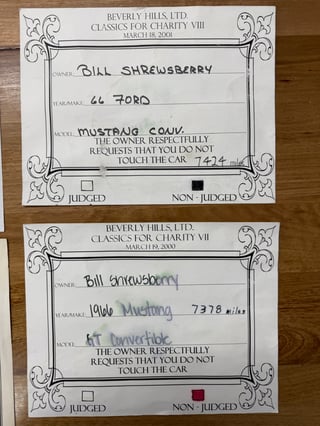 BEVERLY HILLS, LTD.
CLASSICS FOR CHARITY VIII
MARCH 18, 2001
OWNER BILL SHREWSBERRY
YEAR/MAKE 66 FORD
MODEL MUSTANG CONV.
THE OWNER RESPECTFULLY
REQUESTS THAT YOU DO NOT
TOUCH THE CAR 7424 miles
JUDGED NON - JUDGED
BEVERLY HILLS, LTD.
CLASSICS FOR CHARITY VII
MARCH 19, 2000
OWNER Bill Shrewsberry
YEAR/MAKE 1966 Mustang 7378 miles
MODEL GT Convertible
THE OWNER RESPECTFULLY
REQUESTS THAT YOU DO NOT
TOUCH THE CAR
JUDGED NON - JUDGED